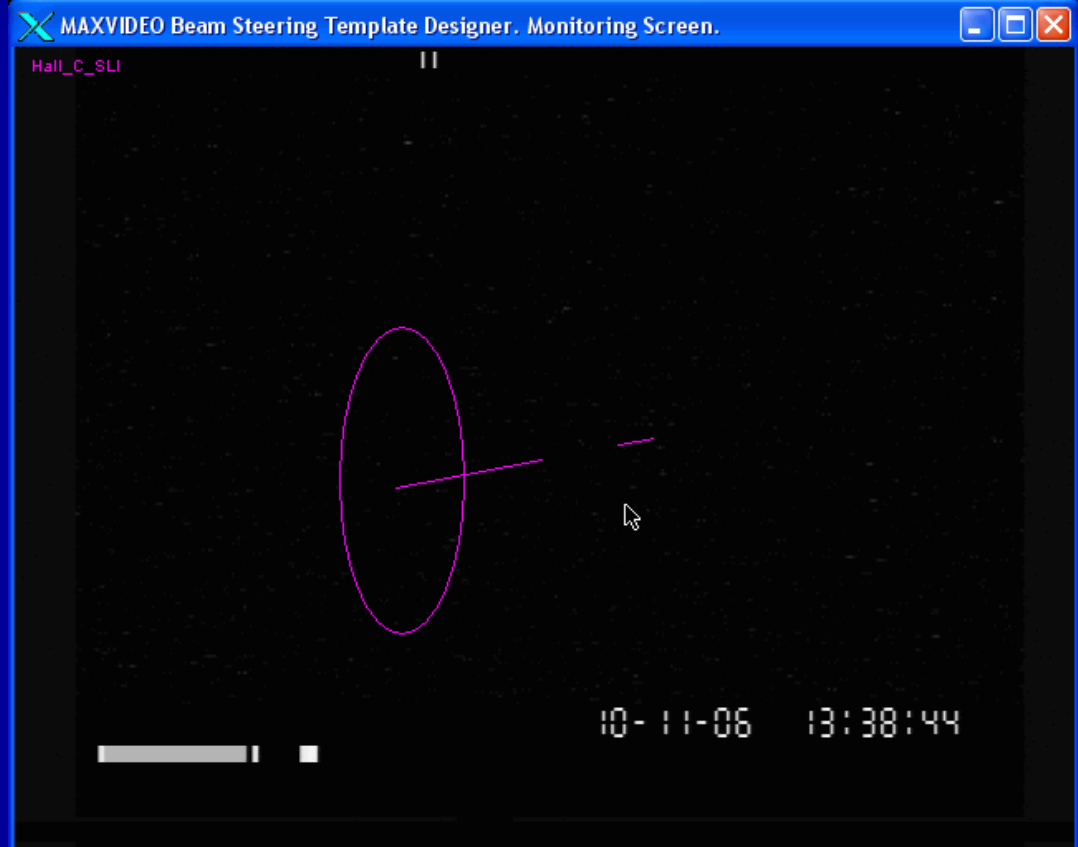 MAXVIDEO Beam Steering Template Designer. Monitoring Screen.
Hall_C_SLI
10-11-06 13:38:44